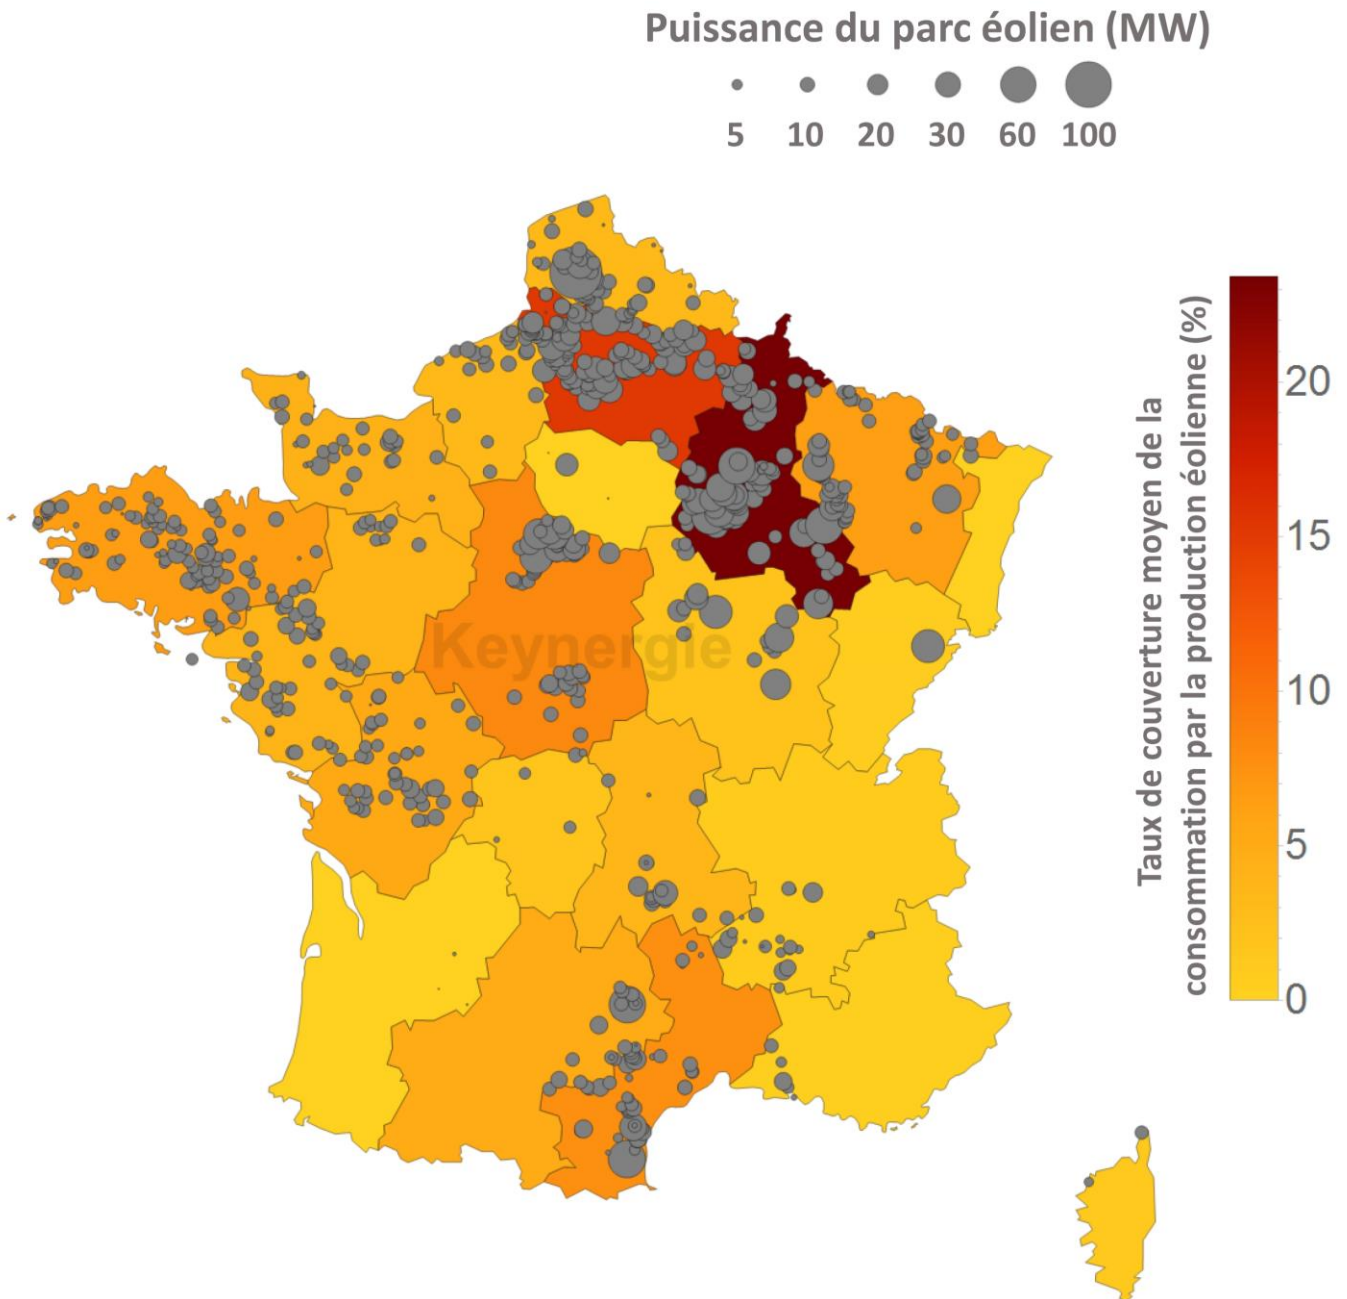 Puissance du parc éolien (MW)
5 10 20 30 60 100
Keynergie
Taux de couverture moyen de la
consommation par la production éolienne (%)
20
15
10
5
0